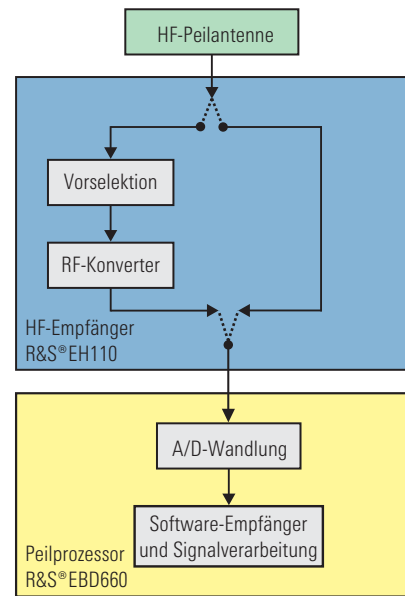 HF-Peilantenne
Vorselektion
RF-Konverter
HF-Empfänger
R&S®EH110
A/D-Wandlung
Software-Empfänger
und Signalverarbeitung
Peilprozessor
R&S®EBD660